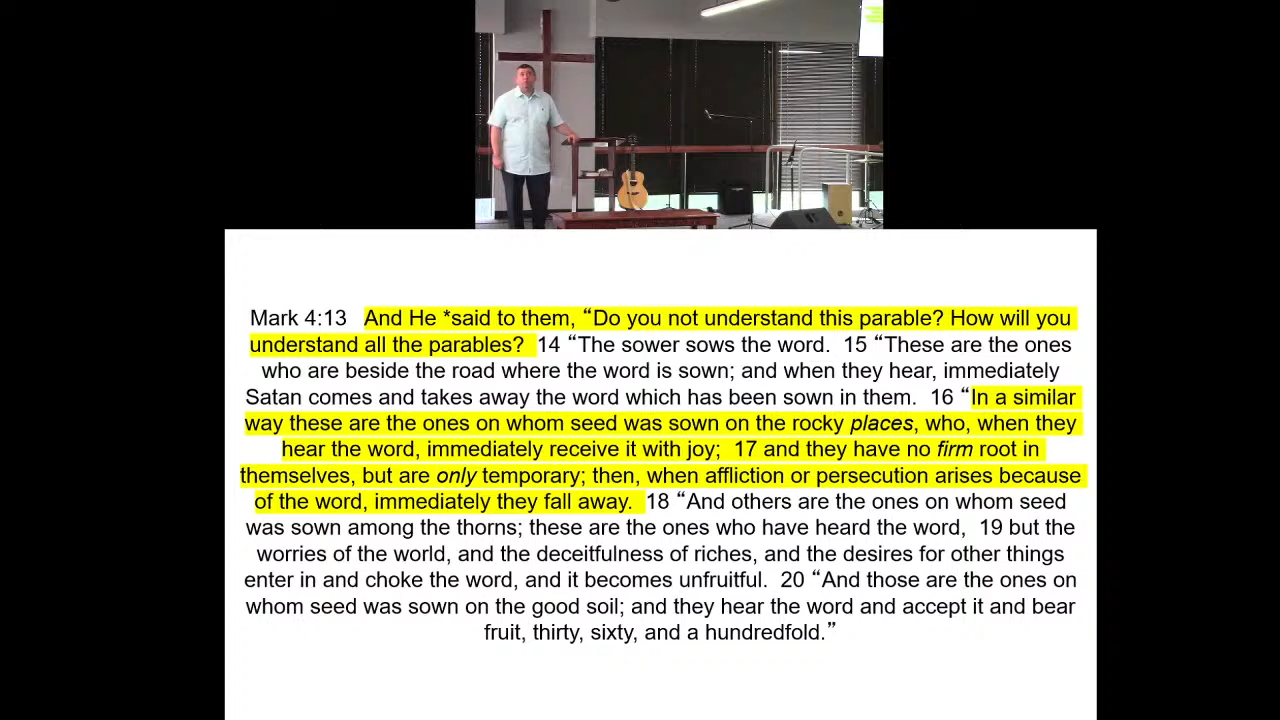 Mark 4:13 And He *said to them, “Do you not understand this parable? How will you
understand all the parables? 14 “The sower sows the word. 15 “These are the ones
who are beside the road where the word is sown; and when they hear, immediately
Satan comes and takes away the word which has been sown in them. 16 “In a similar
way these are the ones on whom seed was sown on the rocky places, who, when they
hear the word, immediately receive it with joy; 17 and they have no firm root in
themselves, but are only temporary; then, when affliction or persecution arises because
of the word, immediately they fall away. 18 “And others are the ones on whom seed
was sown among the thorns; these are the ones who have heard the word, 19 but the
worries of the world, and the deceitfulness of riches, and the desires for other things
enter in and choke the word, and it becomes unfruitful. 20 “And those are the ones on
whom seed was sown on the good soil; and they hear the word and accept it and bear
fruit, thirty, sixty, and a hundredfold.”